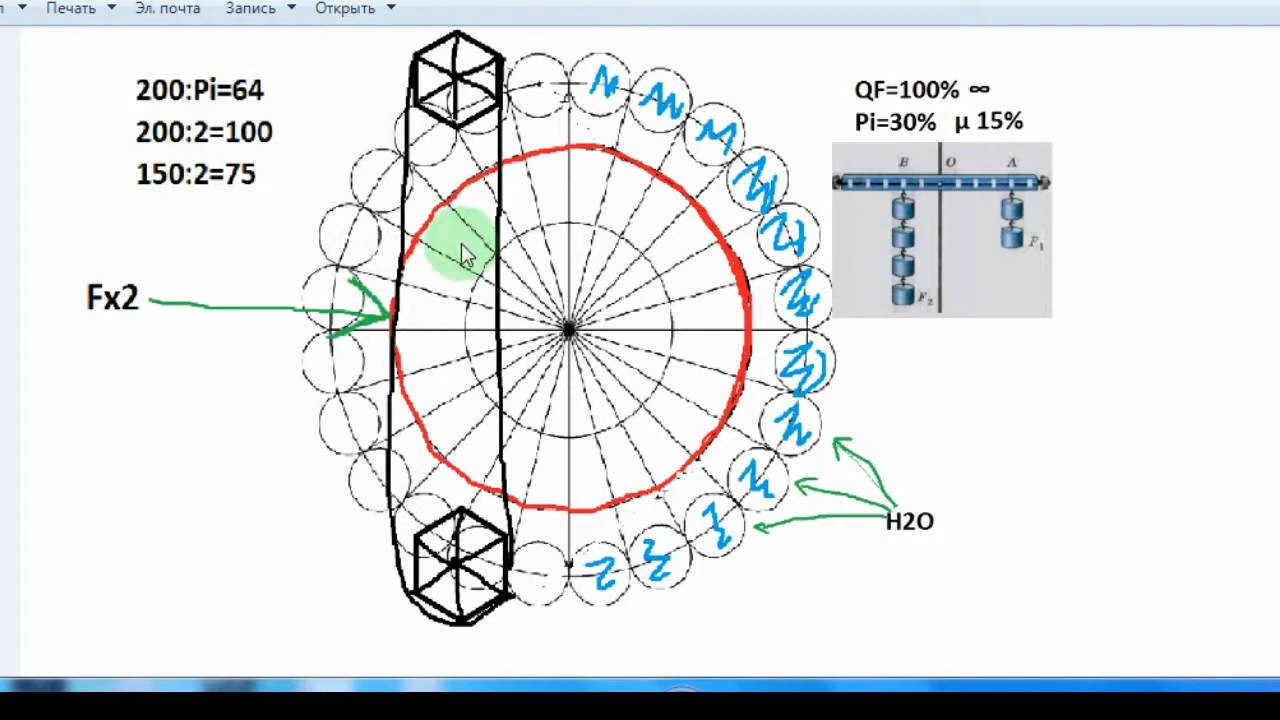 Печать Эл. почта Запись Открыть
200:Pi=64
200:2=100
150:2=75
QF=100% ∞
Pi=30% µ 15%
B O A
F1
F2
Fx2
H2O